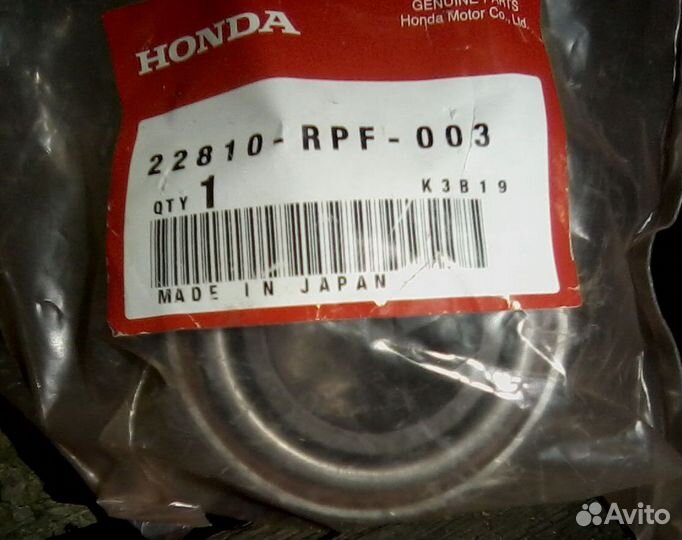 GENUINE PARTS
HONDA
Honda Motor Co., Ltd.
22810-RPF-003
QTY 1
K3B19
MADE IN JAPAN
Avito